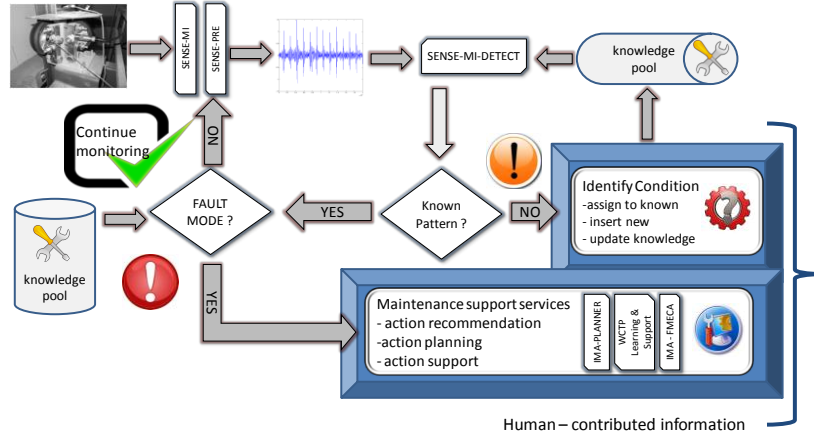 SENSE-MI
SENSE-PRE
SENSE-MI-DETECT
knowledge
pool
Continue
monitoring
NO
FAULT
MODE ?
YES
Known
Pattern ?
NO
Identify Condition
-assign to known
- insert new
- update knowledge
knowledge
pool
YES
Maintenance support services
- action recommendation
-action planning
- action support
IMA-PLANNER
WCTP
Learning &
Support
IMA - FMECA
Human – contributed information